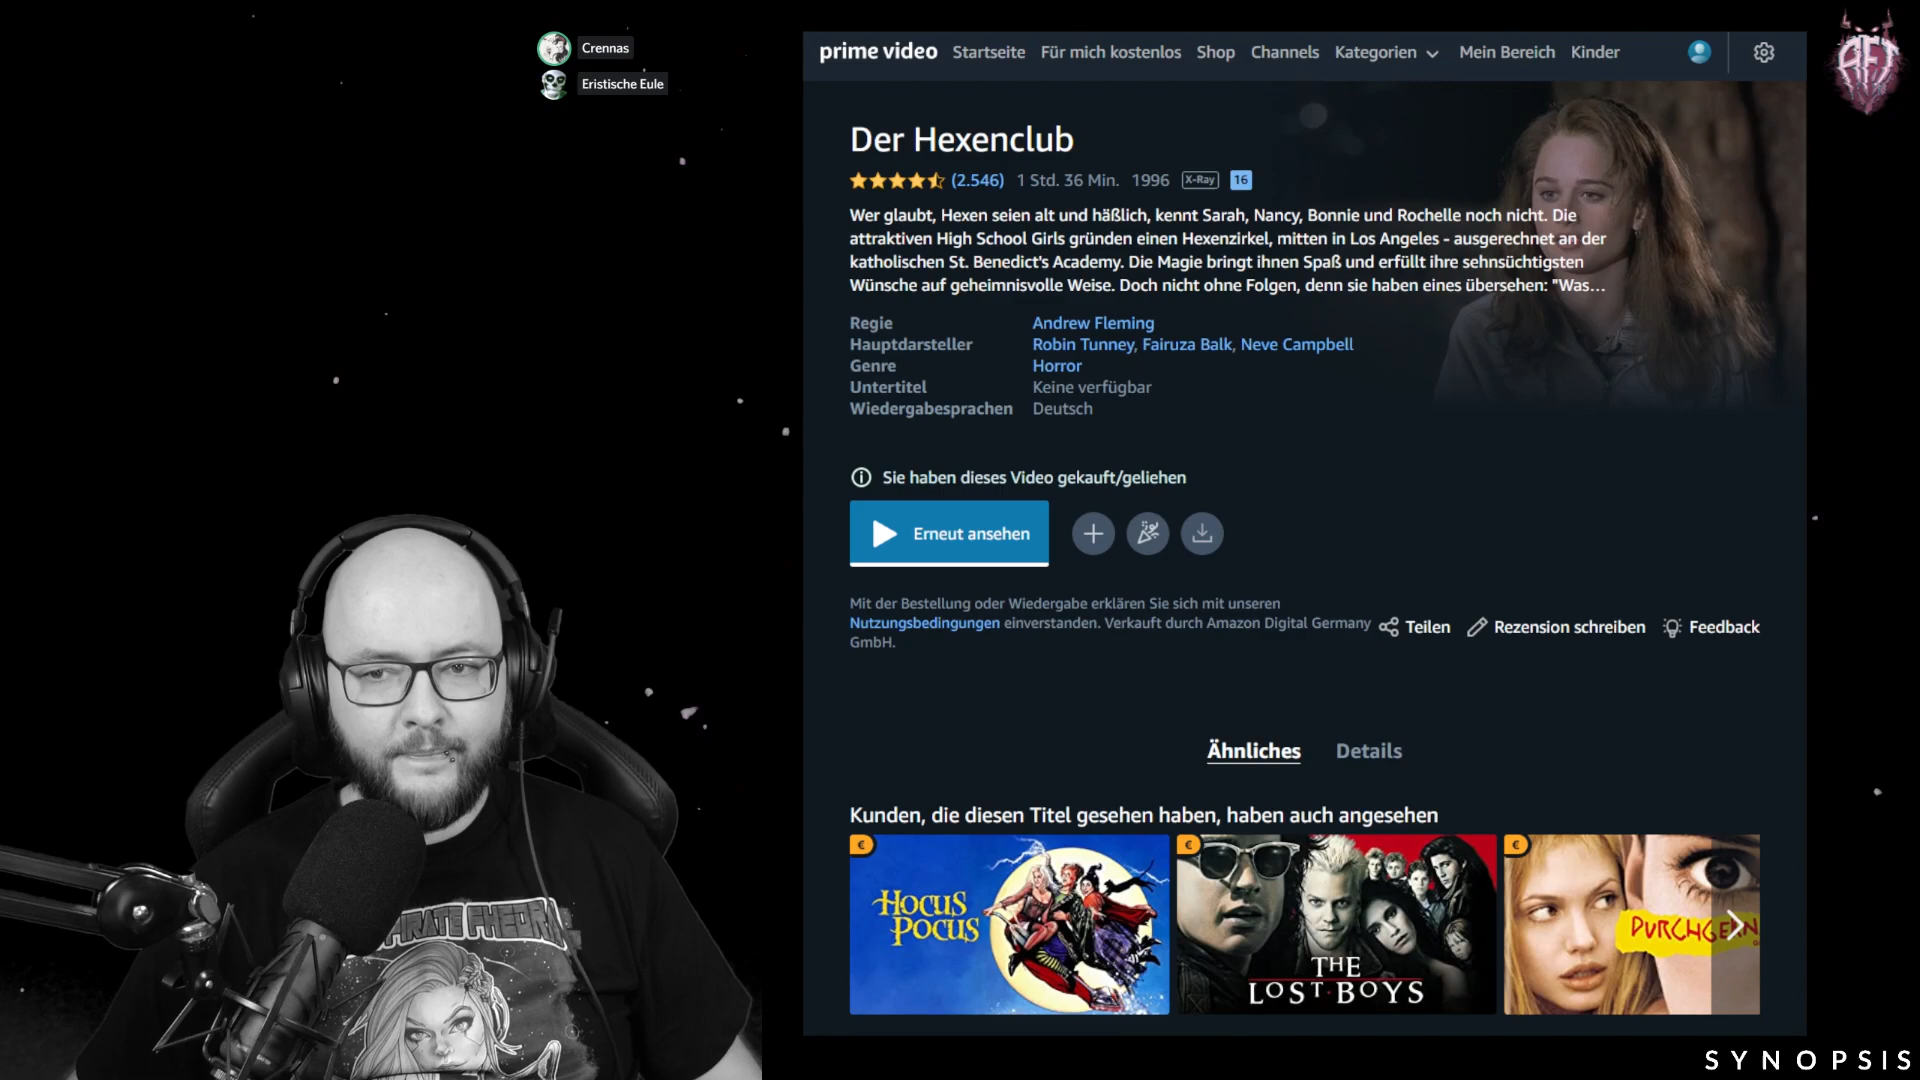 Crennas
Eristische Eule
prime video Startseite Für mich kostenlos Shop Channels Kategorien Mein Bereich Kinder
AFT
Der Hexenclub
(2.546) 1 Std. 36 Min. 1996 X-Ray 16
Wer glaubt, Hexen seien alt und häßlich, kennt Sarah, Nancy, Bonnie und Rochelle noch nicht. Die
attraktiven High School Girls gründen einen Hexenzirkel, mitten in Los Angeles - ausgerechnet an der
katholischen St. Benedict's Academy. Die Magie bringt ihnen Spaß und erfüllt ihre sehnsüchtigsten
Wünsche auf geheimnisvolle Weise. Doch nicht ohne Folgen, denn sie haben eines übersehen: "Was...
Regie Andrew Fleming
Hauptdarsteller Robin Tunney, Fairuza Balk, Neve Campbell
Genre Horror
Untertitel Keine verfügbar
Wiedergabesprachen Deutsch
Sie haben dieses Video gekauft/geliehen
Erneut ansehen
Mit der Bestellung oder Wiedergabe erklären Sie sich mit unseren
Nutzungsbedingungen einverstanden. Verkauft durch Amazon Digital Germany
GmbH.
Teilen Rezension schreiben Feedback
Ähnliches Details
Kunden, die diesen Titel gesehen haben, haben auch angesehen
€ € €
HOCUS
POCUS
THE
LOST BOYS
DURCHGE
SYNOPSIS